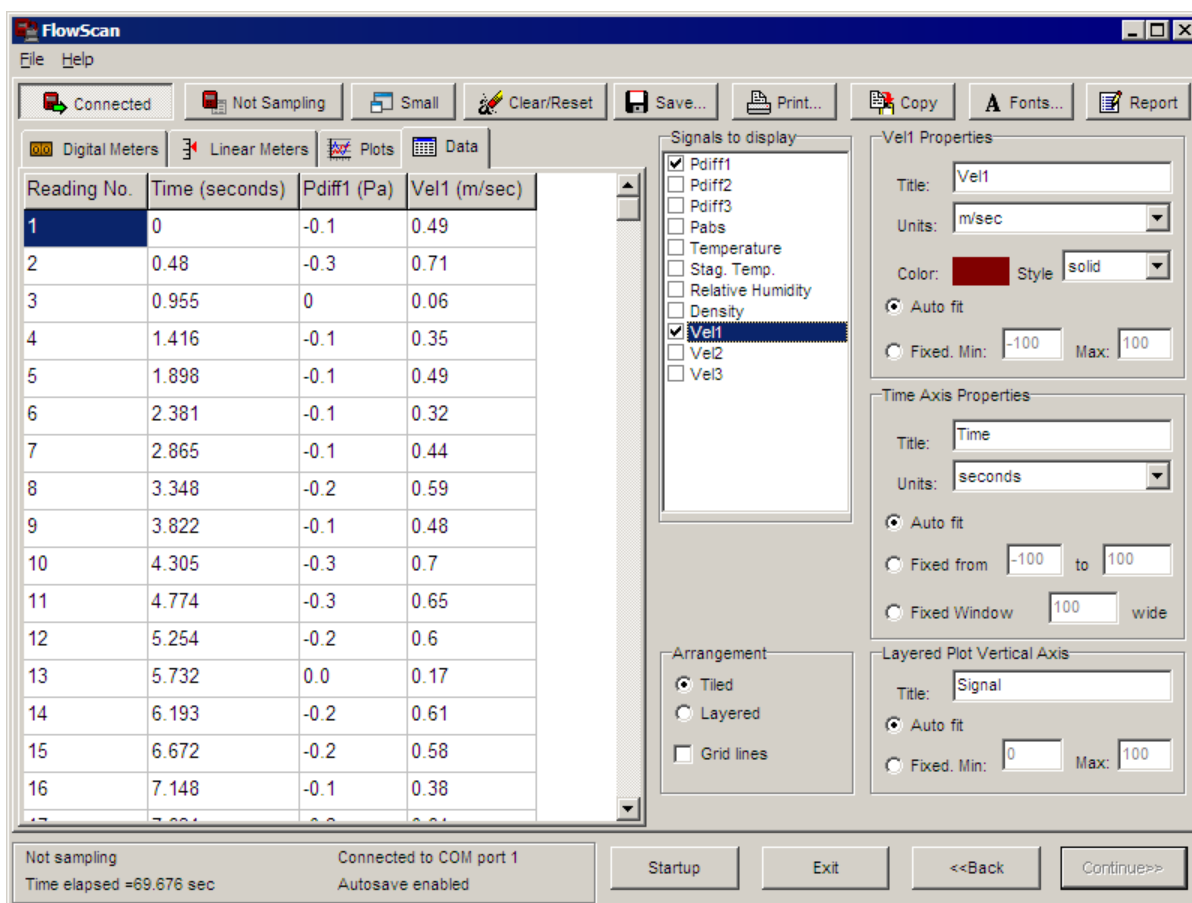 FlowScan
File Help
Connected Not Sampling Small Clear/Reset Save... Print... Copy Fonts... Report
Digital Meters Linear Meters Plots Data
Reading No. Time (seconds) Pdiff1 (Pa) Vel1 (m/sec)
1 0 -0.1 0.49
2 0.48 -0.3 0.71
3 0.955 0 0.06
4 1.416 -0.1 0.35
5 1.898 -0.1 0.49
6 2.381 -0.1 0.32
7 2.865 -0.1 0.44
8 3.348 -0.2 0.59
9 3.822 -0.1 0.48
10 4.305 -0.3 0.7
11 4.774 -0.3 0.65
12 5.254 -0.2 0.6
13 5.732 0.0 0.17
14 6.193 -0.2 0.61
15 6.672 -0.2 0.58
16 7.148 -0.1 0.38
Signals to display
Pdiff1
Pdiff2
Pdiff3
Pabs
Temperature
Stag. Temp.
Relative Humidity
Density
Vel1
Vel2
Vel3
Arrangement
Tiled
Layered
Grid lines
Vel1 Properties
Title: Vel1
Units: m/sec
Color: Style solid
Auto fit
Fixed. Min: -100 Max: 100
Time Axis Properties
Title: Time
Units: seconds
Auto fit
Fixed from -100 to 100
Fixed Window 100 wide
Layered Plot Vertical Axis
Title: Signal
Auto fit
Fixed. Min: 0 Max: 100
Not sampling Connected to COM port 1
Time elapsed =69.676 sec Autosave enabled
Startup Exit <<Back Continue>>